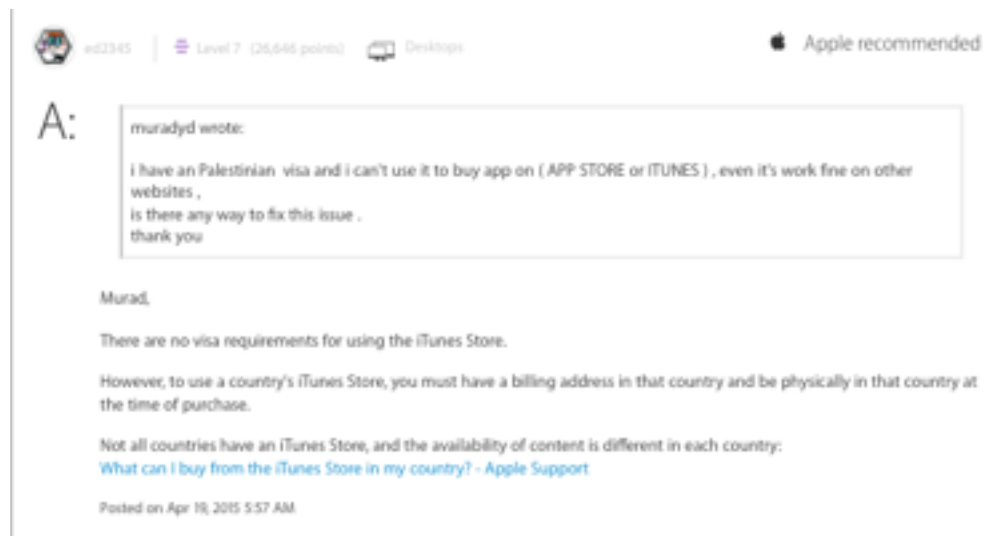 ed2345 Level 7 (26,646 points) Desktops Apple recommended
A:
muradyd wrote:
i have an Palestinian visa and i can't use it to buy app on ( APP STORE or ITUNES ) , even it's work fine on other
websites ,
is there any way to fix this issue .
thank you
Murad,
There are no visa requirements for using the iTunes Store.
However, to use a country's iTunes Store, you must have a billing address in that country and be physically in that country at
the time of purchase.
Not all countries have an iTunes Store, and the availability of content is different in each country:
What can I buy from the iTunes Store in my country? - Apple Support
Posted on Apr 19, 2015 5:57 AM